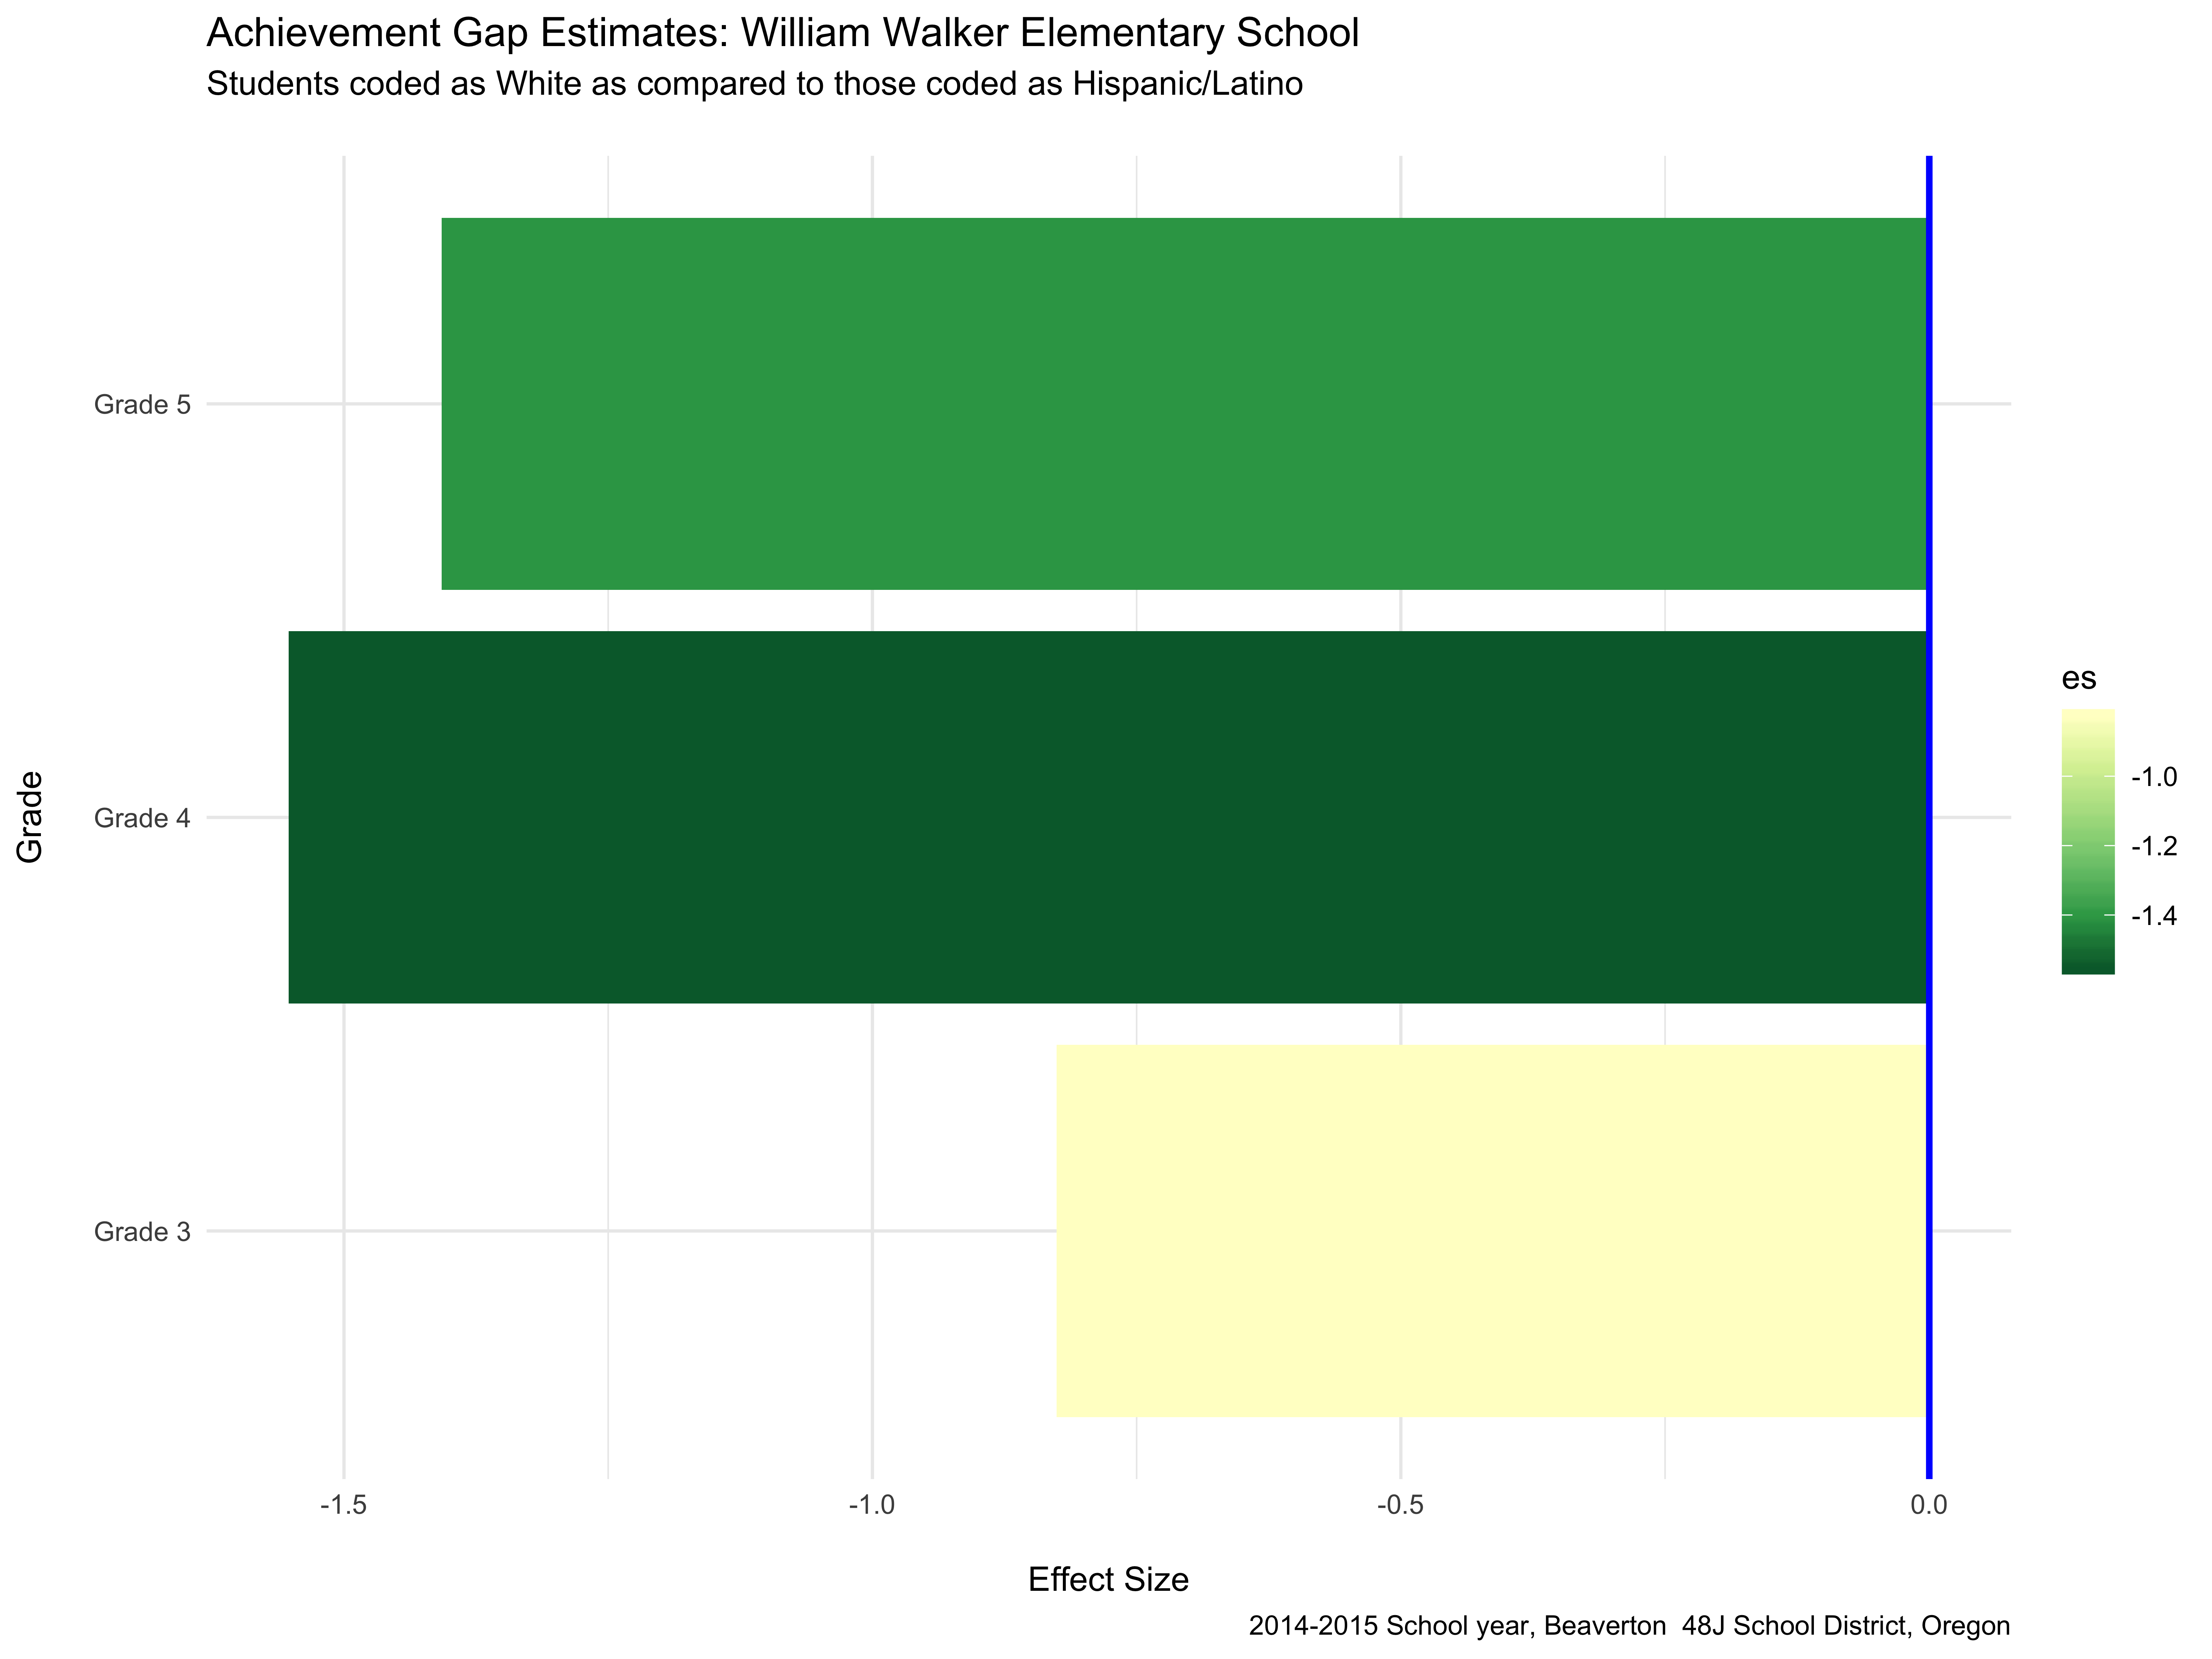 Achievement Gap Estimates: William Walker Elementary School
Students coded as White as compared to those coded as Hispanic/Latino
Grade 5
Grade 4
Grade 3
Grade
-1.5
-1.0
-0.5
0.0
Effect Size
es
-1.0
-1.2
-1.4
2014-2015 School year, Beaverton  48J School District, Oregon